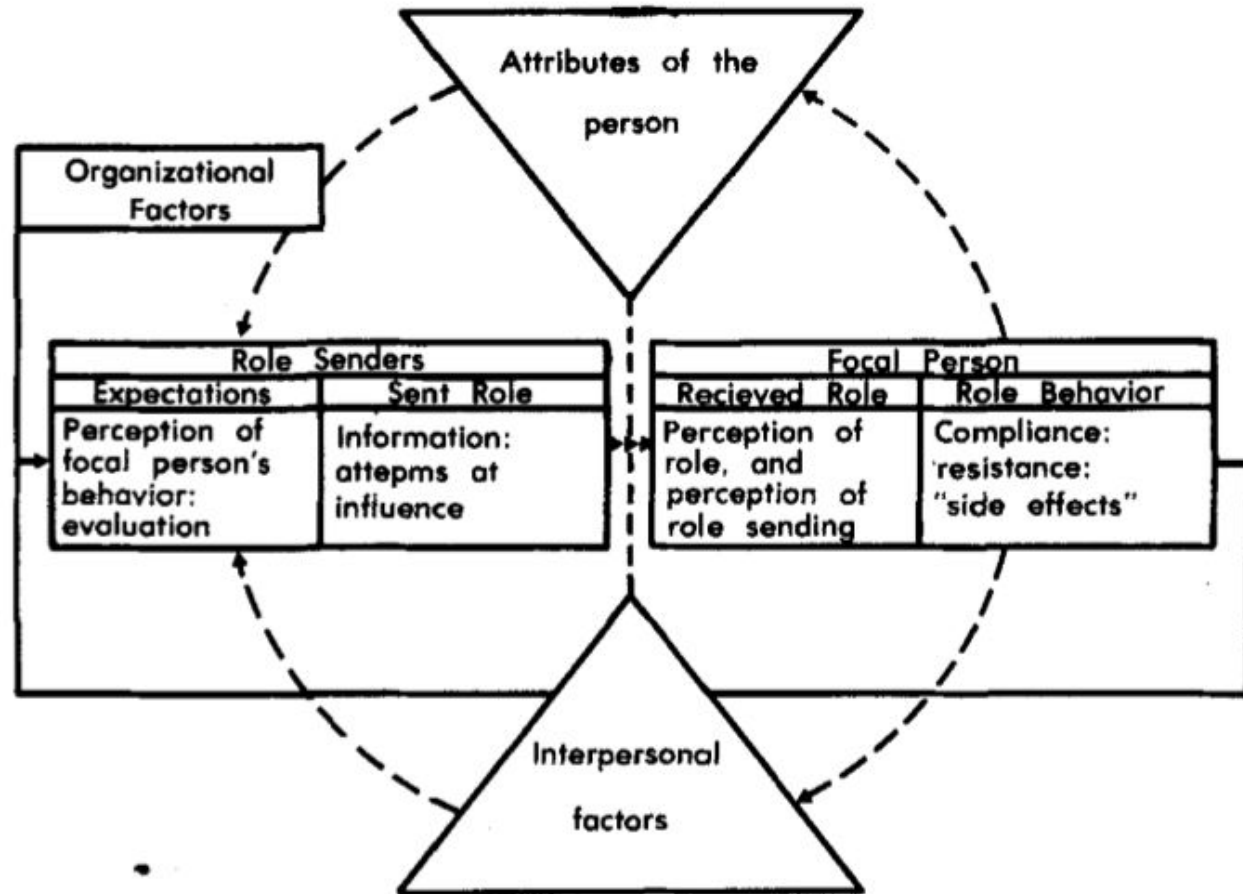 Attributes of the
person
Organizational
Factors
Role Senders
Expectations
Sent Role
Perception of
focal person's
behavior:
evaluation
Information:
attepms at
influence
Focal Person
Recieved Role
Role Behavior
Perception of
role, and
perception of
role sending
Compliance:
resistance:
"side effects"
Interpersonal
factors